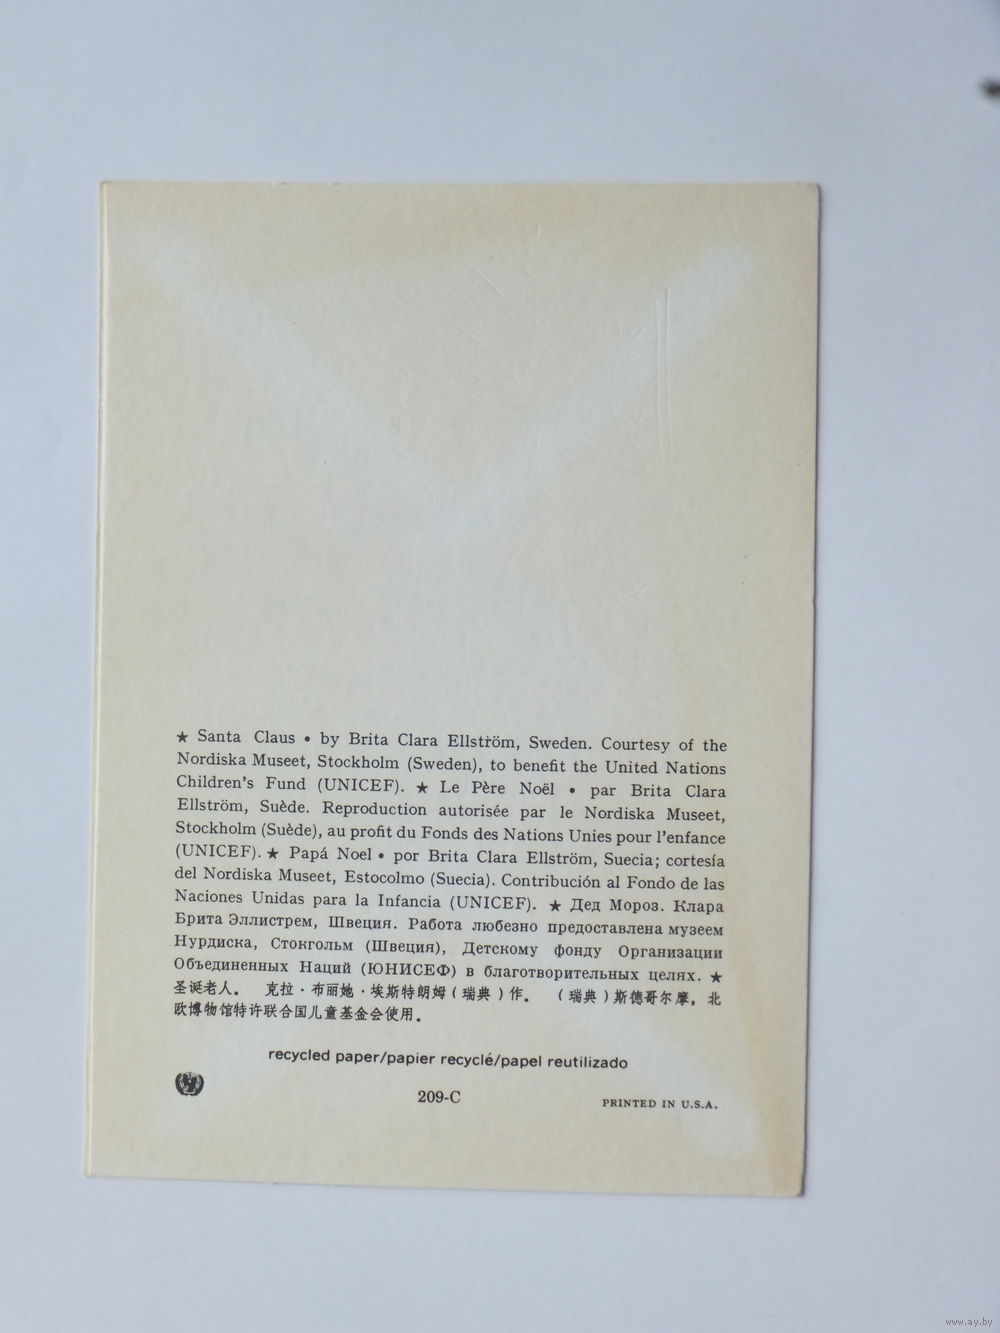 ★ Santa Claus • by Brita Clara Ellström, Sweden. Courtesy of the
Nordiska Museet, Stockholm (Sweden), to benefit the United Nations
Children's Fund (UNICEF). ★ Le Père Noël • par Brita Clara
Ellström, Suède. Reproduction autorisée par le Nordiska Museet,
Stockholm (Suède), au profit du Fonds des Nations Unies pour l'enfance
(UNICEF). ★ Papá Noel • por Brita Clara Ellström, Suecia; cortesía
del Nordiska Museet, Estocolmo (Suecia). Contribución al Fondo de las
Naciones Unidas para la Infancia (UNICEF). ★ Дед Мороз. Клара
Брита Эллистрем, Швеция. Работа любезно предоставлена музеем
Нурдиска, Стокгольм (Швеция), Детскому фонду Организации
Объединенных Наций (ЮНИСЕФ) в благотворительных целях. ★
圣诞老人。 克拉·布丽她·埃斯特朗姆(瑞典)作。 (瑞典)斯德哥尔摩,北
欧博物馆特许联合国儿童基金会使用。
recycled paper/papier recyclé/papel reutilizado
209-C
PRINTED IN U.S.A.
www.ay.by